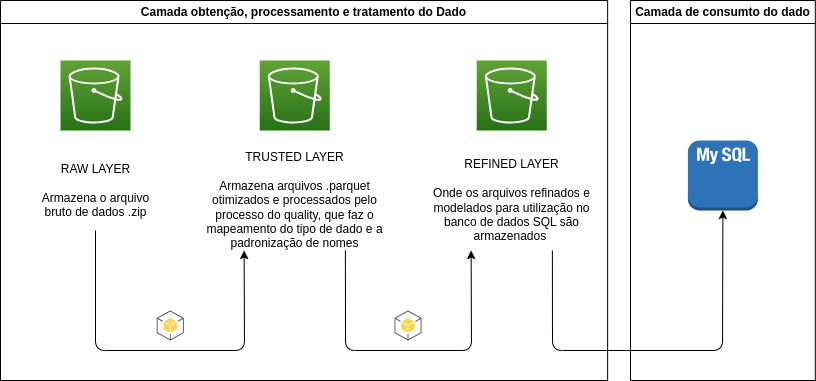 Camada obtenção, processamento e tratamento do Dado
Camada de consumto do dado
RAW LAYER
Armazena o arquivo
bruto de dados .zip
TRUSTED LAYER
Armazena arquivos .parquet
otimizados e processados pelo
processo do quality, que faz o
mapeamento do tipo de dado e a
padronização de nomes
REFINED LAYER
Onde os arquivos refinados e
modelados para utilização no
banco de dados SQL são
armazenados
My SQL